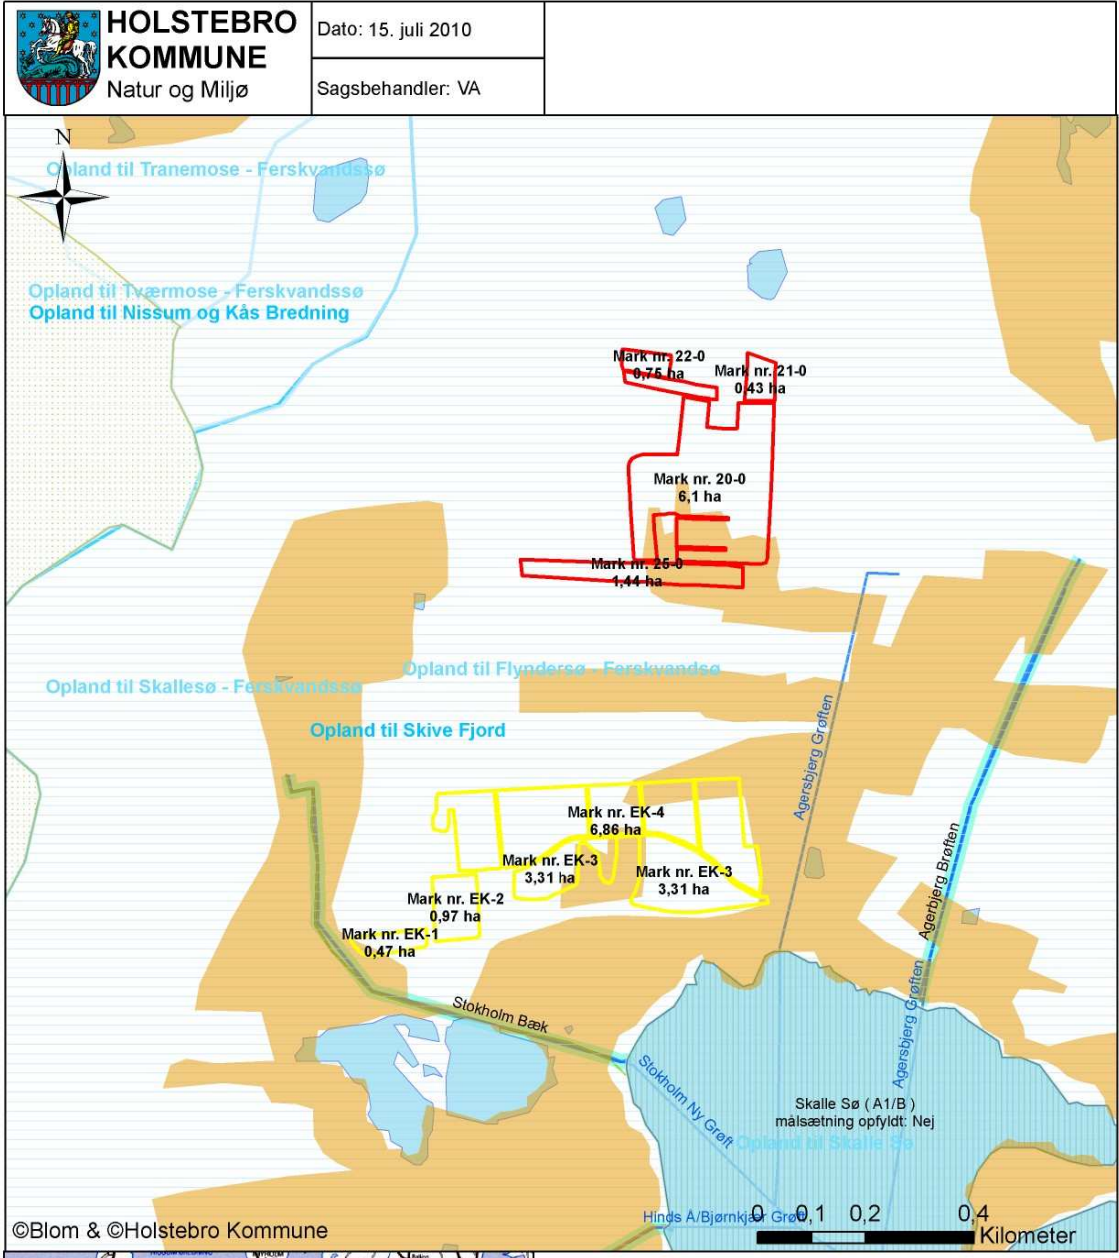 HOLSTEBRO
KOMMUNE
Natur og Miljø
Dato: 15. juli 2010
Sagsbehandler: VA
N
Opland til Tranemose - Ferskvandssø
Opland til Tværmose - Ferskvandssø
Opland til Nissum og Kås Bredning
Mark nr. 22-0
0,75 ha
Mark nr. 21-0
0,43 ha
Mark nr. 20-0
6,1 ha
Mark nr. 25-0
1,44 ha
Opland til Flyndersø - Ferskvandsø
Opland til Skallesø - Ferskvandssø
Opland til Skive Fjord
Agersbjerg Grøften
Mark nr. EK-4
6,86 ha
Mark nr. EK-3
3,31 ha
Mark nr. EK-3
3,31 ha
Mark nr. EK-2
0,97 ha
Mark nr. EK-1
0,47 ha
Agerbjerg Brøften
Agersbjerg Grøften
Stokholm Bæk
Stokholm Ny Grøft
Skalle Sø ( A1/B )
målsætning opfyldt: Nej
Opland til Skalle Sø
Hinds Å/Bjørnkjær Grøft
0 0,1 0,2 0,4
Kilometer
©Blom & ©Holstebro Kommune